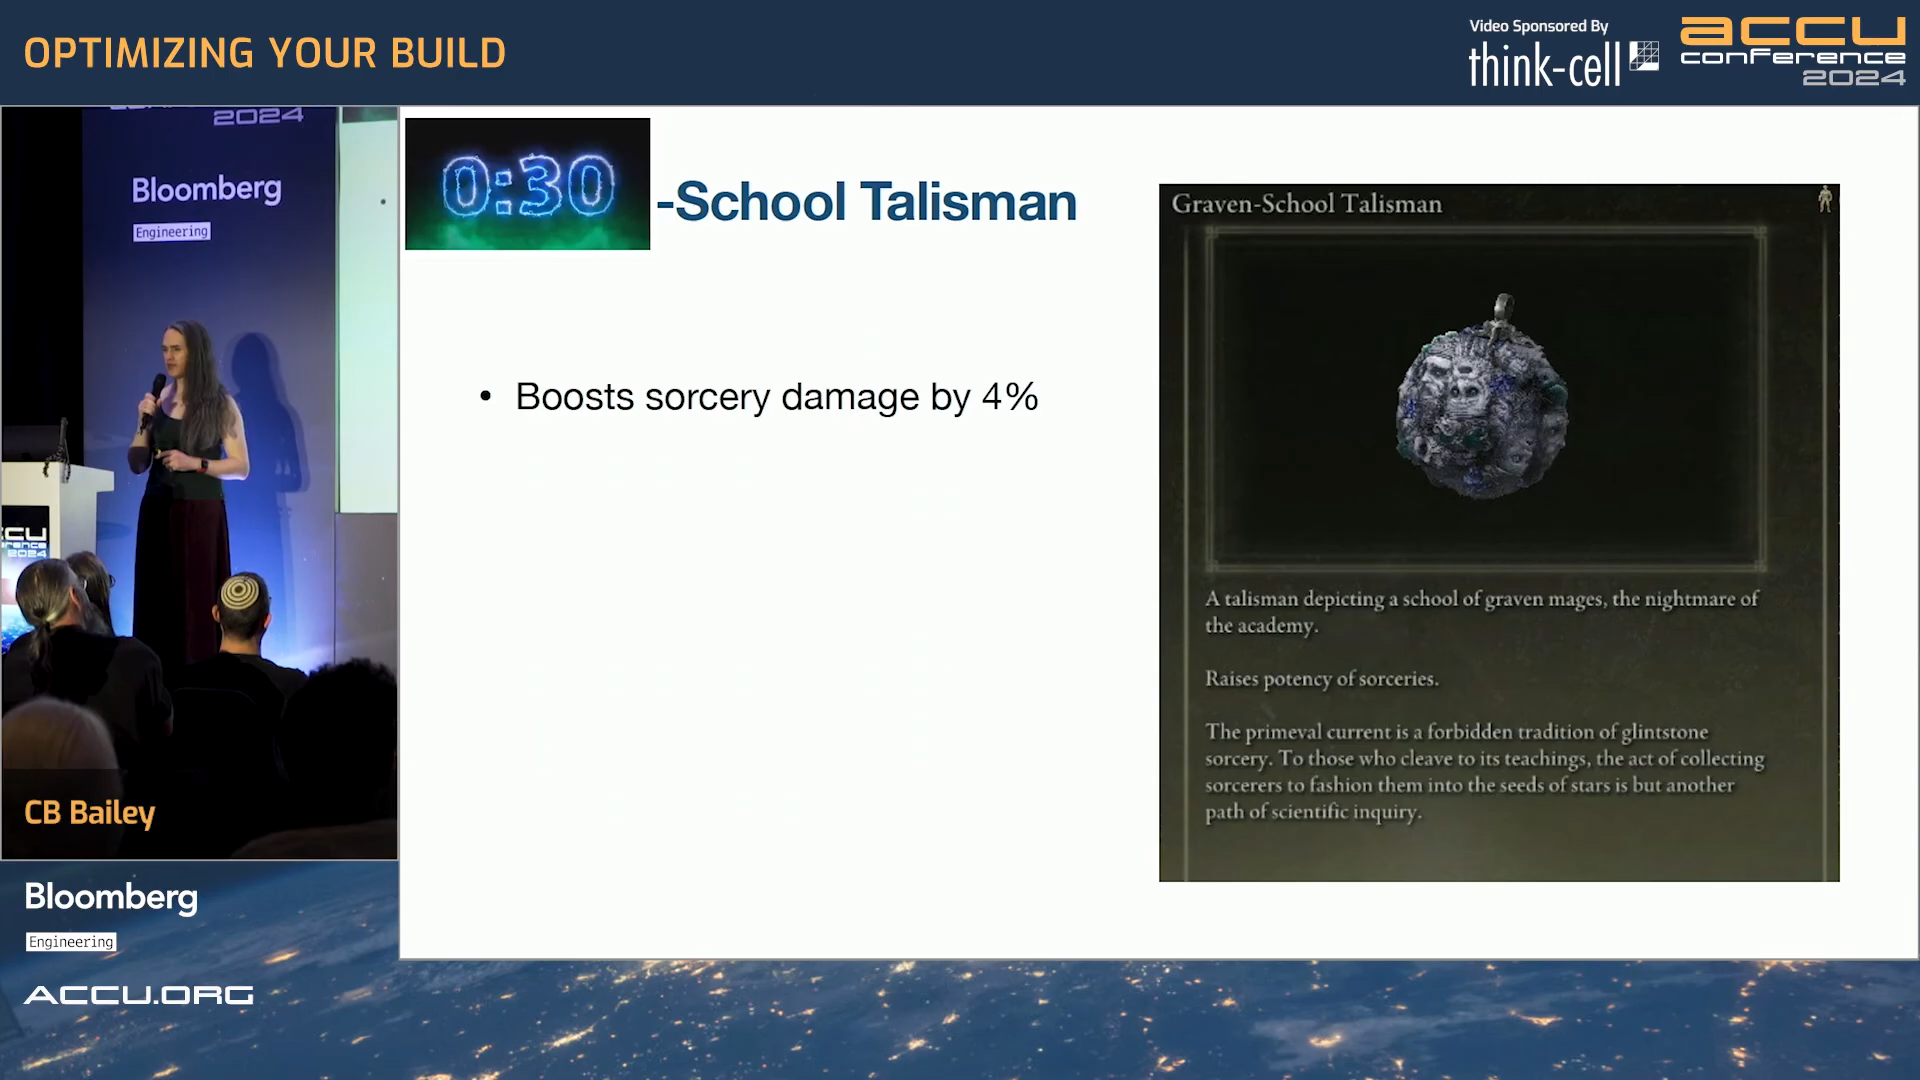 OPTIMIZING YOUR BUILD
Video Sponsored By
think-cell
accu
conference
2024
2024
Bloomberg
Engineering
CCU
2024
CB Bailey
Bloomberg
Engineering
ACCU.ORG
0:30
-School Talisman
• Boosts sorcery damage by 4%
Graven-School Talisman
A talisman depicting a school of graven mages, the nightmare of
the academy.
Raises potency of sorceries.
The primeval current is a forbidden tradition of glintstone
sorcery. To those who cleave to its teachings, the act of collecting
sorcerers to fashion them into the seeds of stars is but another
path of scientific inquiry.